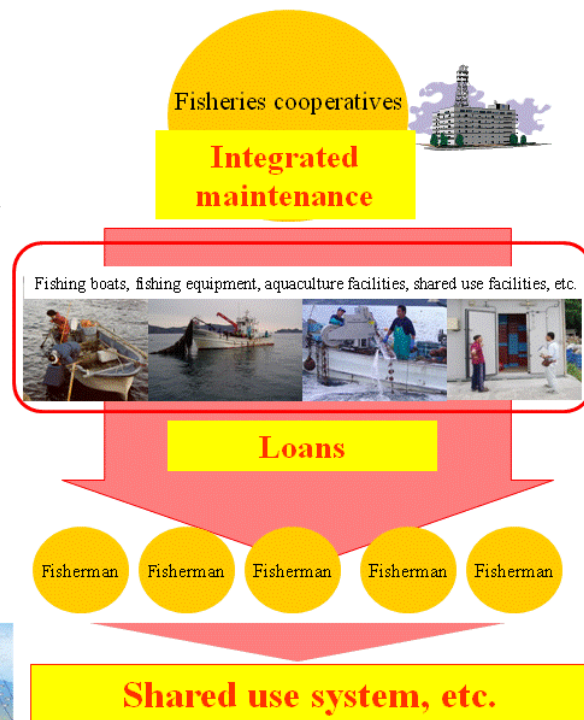 Fisheries cooperatives
Integrated
maintenance
Fishing boats, fishing equipment, aquaculture facilities, shared use facilities, etc.
Loans
Fisherman Fisherman Fisherman Fisherman Fisherman
Shared use system, etc.